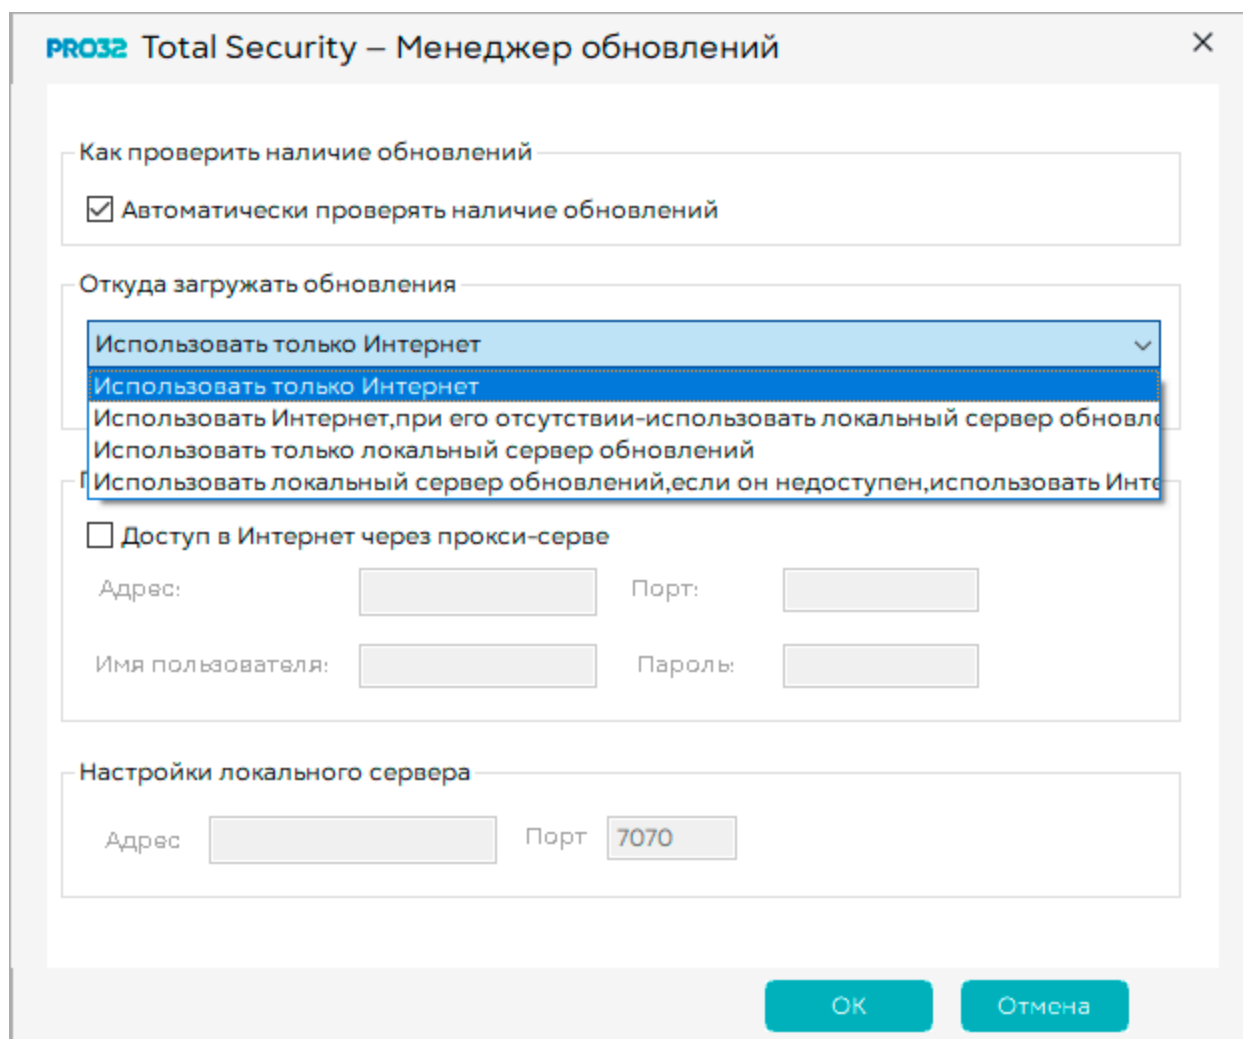 PRO32 Total Security – Менеджер обновлений
Как проверить наличие обновлений
Автоматически проверять наличие обновлений
Откуда загружать обновления
Использовать только Интернет
Использовать только Интернет
Использовать Интернет,при его отсутствии-использовать локальный сервер
Использовать только локальный сервер обновлений
Использовать локальный сервер обновлений,если он недоступен,использовать
Доступ в Интернет через прокси-серве
Адрес: Порт:
Имя пользователя: Пароль:
Настройки локального сервера
Адрес Порт 7070
ОК Отмена